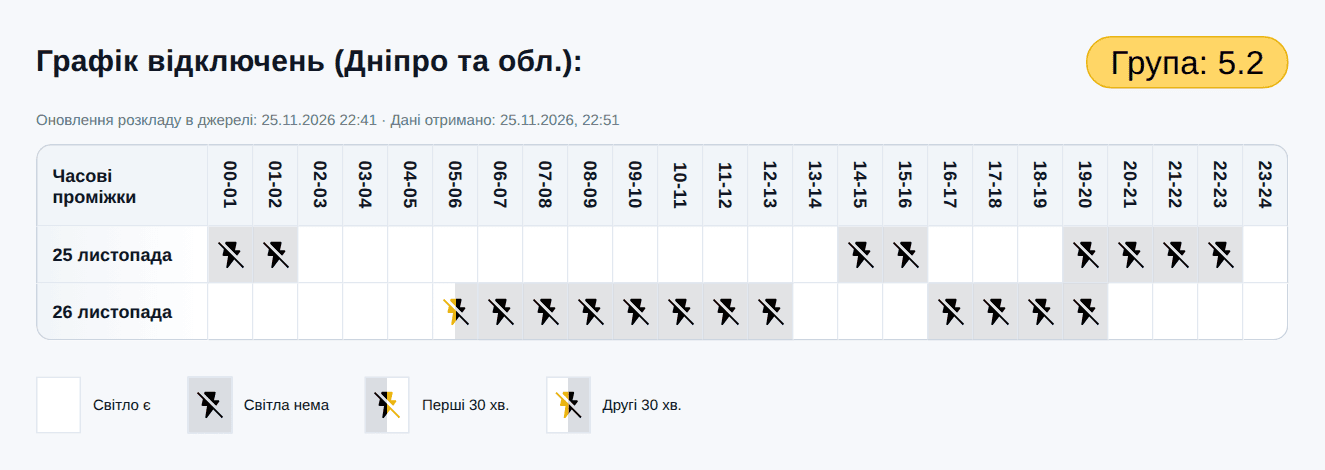 Графік відключень (Дніпро та обл.):
Група: 5.2
Оновлення розкладу в джерелі: 25.11.2026 22:41 · Дані отримано: 25.11.2026, 22:51
Часові
проміжки
00-01
01-02
02-03
03-04
04-05
05-06
06-07
07-08
08-09
09-10
10-11
11-12
12-13
13-14
14-15
15-16
16-17
17-18
18-19
19-20
20-21
21-22
22-23
23-24
25 листопада
26 листопада
Світло є
Світла нема
Перші 30 хв.
Другі 30 хв.